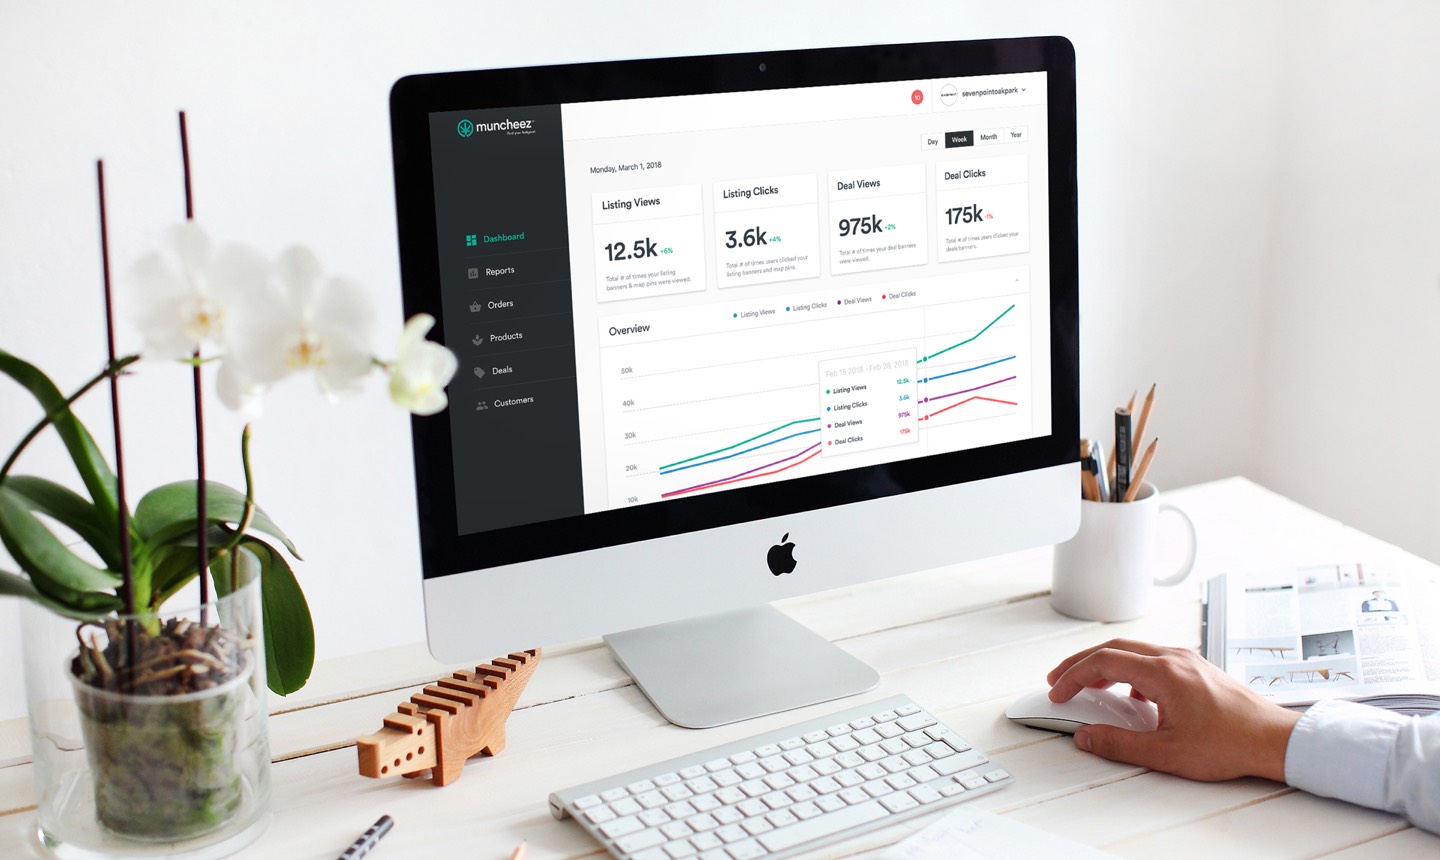 muncheez
10
sevenpointoakpark
Day
Week
Month
Year
Monday, March 1, 2018
Listing Views
12.5k +6%
Total # of times your listing
banners & map pins were viewed.
Listing Clicks
3.6k +4%
Total # of times users clicked your
listing banners and map pins.
Deal Views
975k +2%
Total # of times your deal banners
were viewed.
Deal Clicks
175k -1%
Total # of times users clicked your
deals banners.
Dashboard
Reports
Orders
Products
Deals
Customers
Overview
Listing Views
Listing Clicks
Deal Views
Deal Clicks
50k
40k
30k
20k
10k
Feb 15 2018 - Feb 28, 2018
Listing Views 12.5k
Listing Clicks 3.6k
Deal Views 975k
Deal Clicks 175k